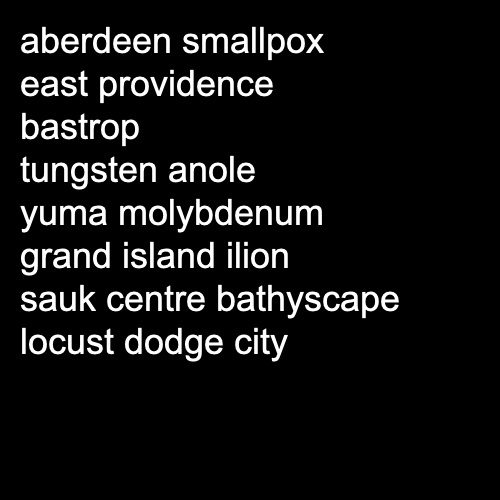 aberdeen smallpox
east providence
bastrop
tungsten anole
yuma molybdenum
grand island ilion
sauk centre bathyscape
locust dodge city